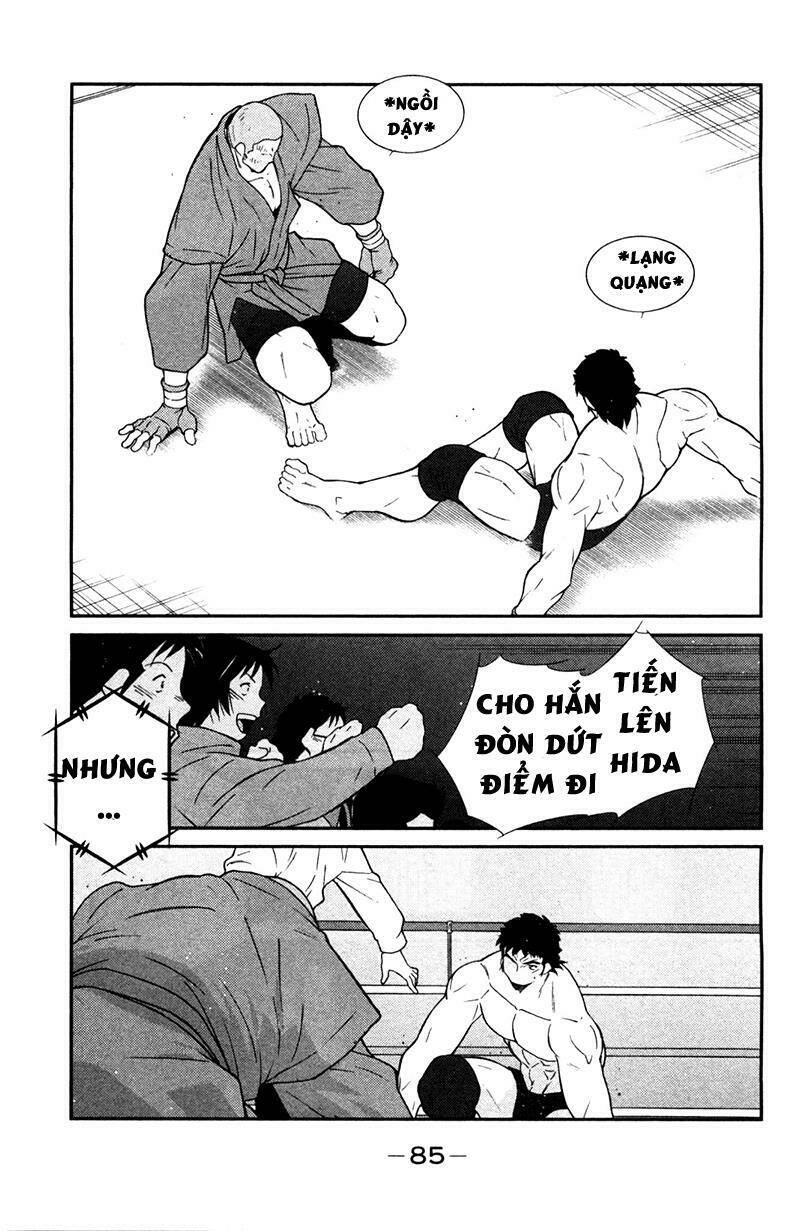 *NGỒI
DẬY*
*LẠNG
QUẠNG*
TIẾN
LÊN
HIDA
CHO HẮN
ĐÒN DỨT
ĐIỂM ĐI
NHƯNG
...
—85—